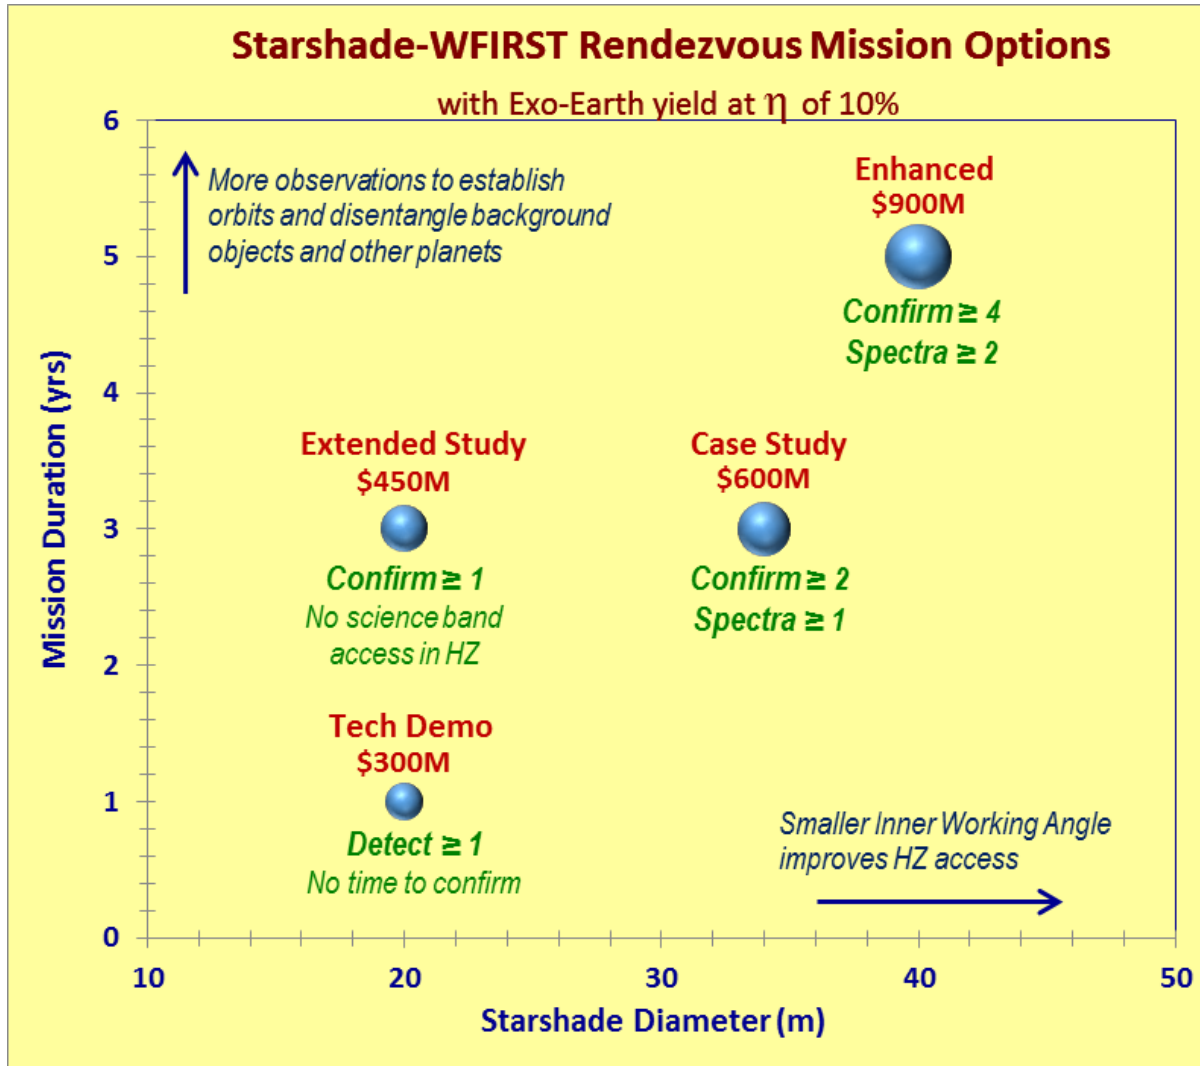 Starshade-WFIRST Rendezvous Mission Options
with Exo-Earth yield at η of 10%
6
5
4
3
2
1
0
Mission Duration (yrs)
More observations to establish
orbits and disentangle background
objects and other planets
Enhanced
$900M
Confirm ≥ 4
Spectra ≥ 2
Extended Study
$450M
Confirm ≥ 1
No science band
access in HZ
Case Study
$600M
Confirm ≥ 2
Spectra ≥ 1
Tech Demo
$300M
Detect ≥ 1
No time to confirm
Smaller Inner Working Angle
improves HZ access
10 20 30 40 50
Starshade Diameter (m)